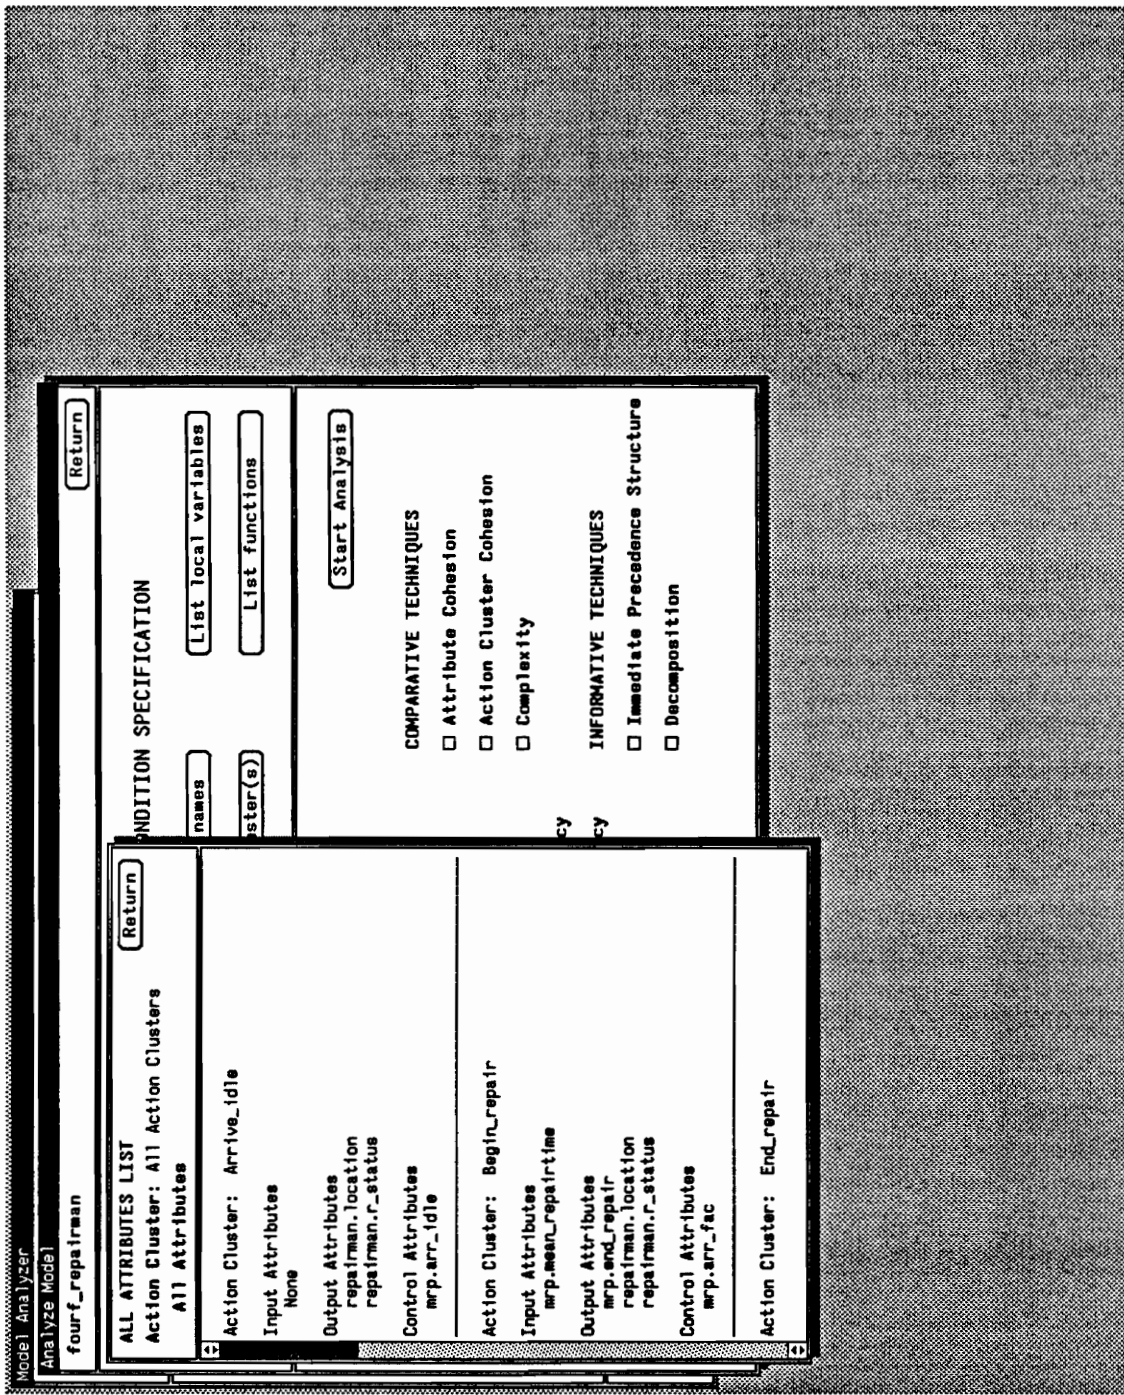 Model Analyzer
Analyze Model
fourf_repairman
Return
NDITION SPECIFICATION
names
List local variables
ster(s)
List functions
Start Analysis
COMPARATIVE TECHNIQUES
Attribute Cohesion
Action Cluster Cohesion
Complexity
cy
cy
INFORMATIVE TECHNIQUES
Immediate Precedence Structure
Decomposition
ALL ATTRIBUTES LIST
Return
Action Cluster: All Action Clusters
All Attributes
Action Cluster: Arrive_idle
Input Attributes
None
Output Attributes
repairman.location
repairman.r_status
Control Attributes
mrp.arr_idle
Action Cluster: Begin_repair
Input Attributes
mrp.mean_repairtime
Output Attributes
mrp.end_repair
repairman.location
repairman.r_status
Control Attributes
mrp.arr_fac
Action Cluster: End_repair